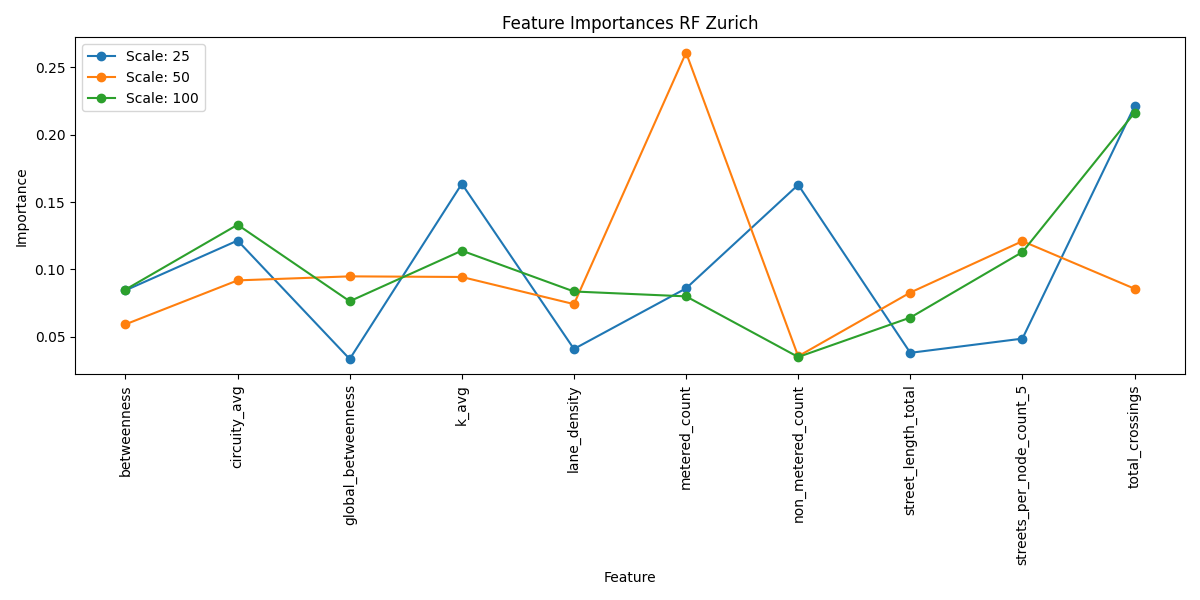 Feature Importances RF Zurich
Scale: 25
Scale: 50
Scale: 100
0.25
0.20
0.15
0.10
0.05
Importance
betweenness
circuity_avg
global_betweenness
k_avg
lane_density
metered_count
non_metered_count
street_length_total
streets_per_node_count_5
total_crossings
Feature